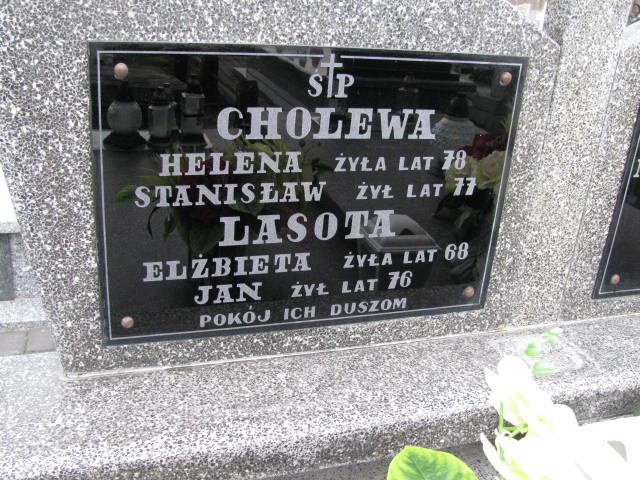 Ś P
CHOLEWA
HELENA ŻYŁA LAT 78
STANISŁAW ŻYŁ LAT 77
LASOTA
ELŻBIETA ŻYŁA LAT 68
JAN ŻYŁ LAT 76
POKÓJ ICH DUSZOM